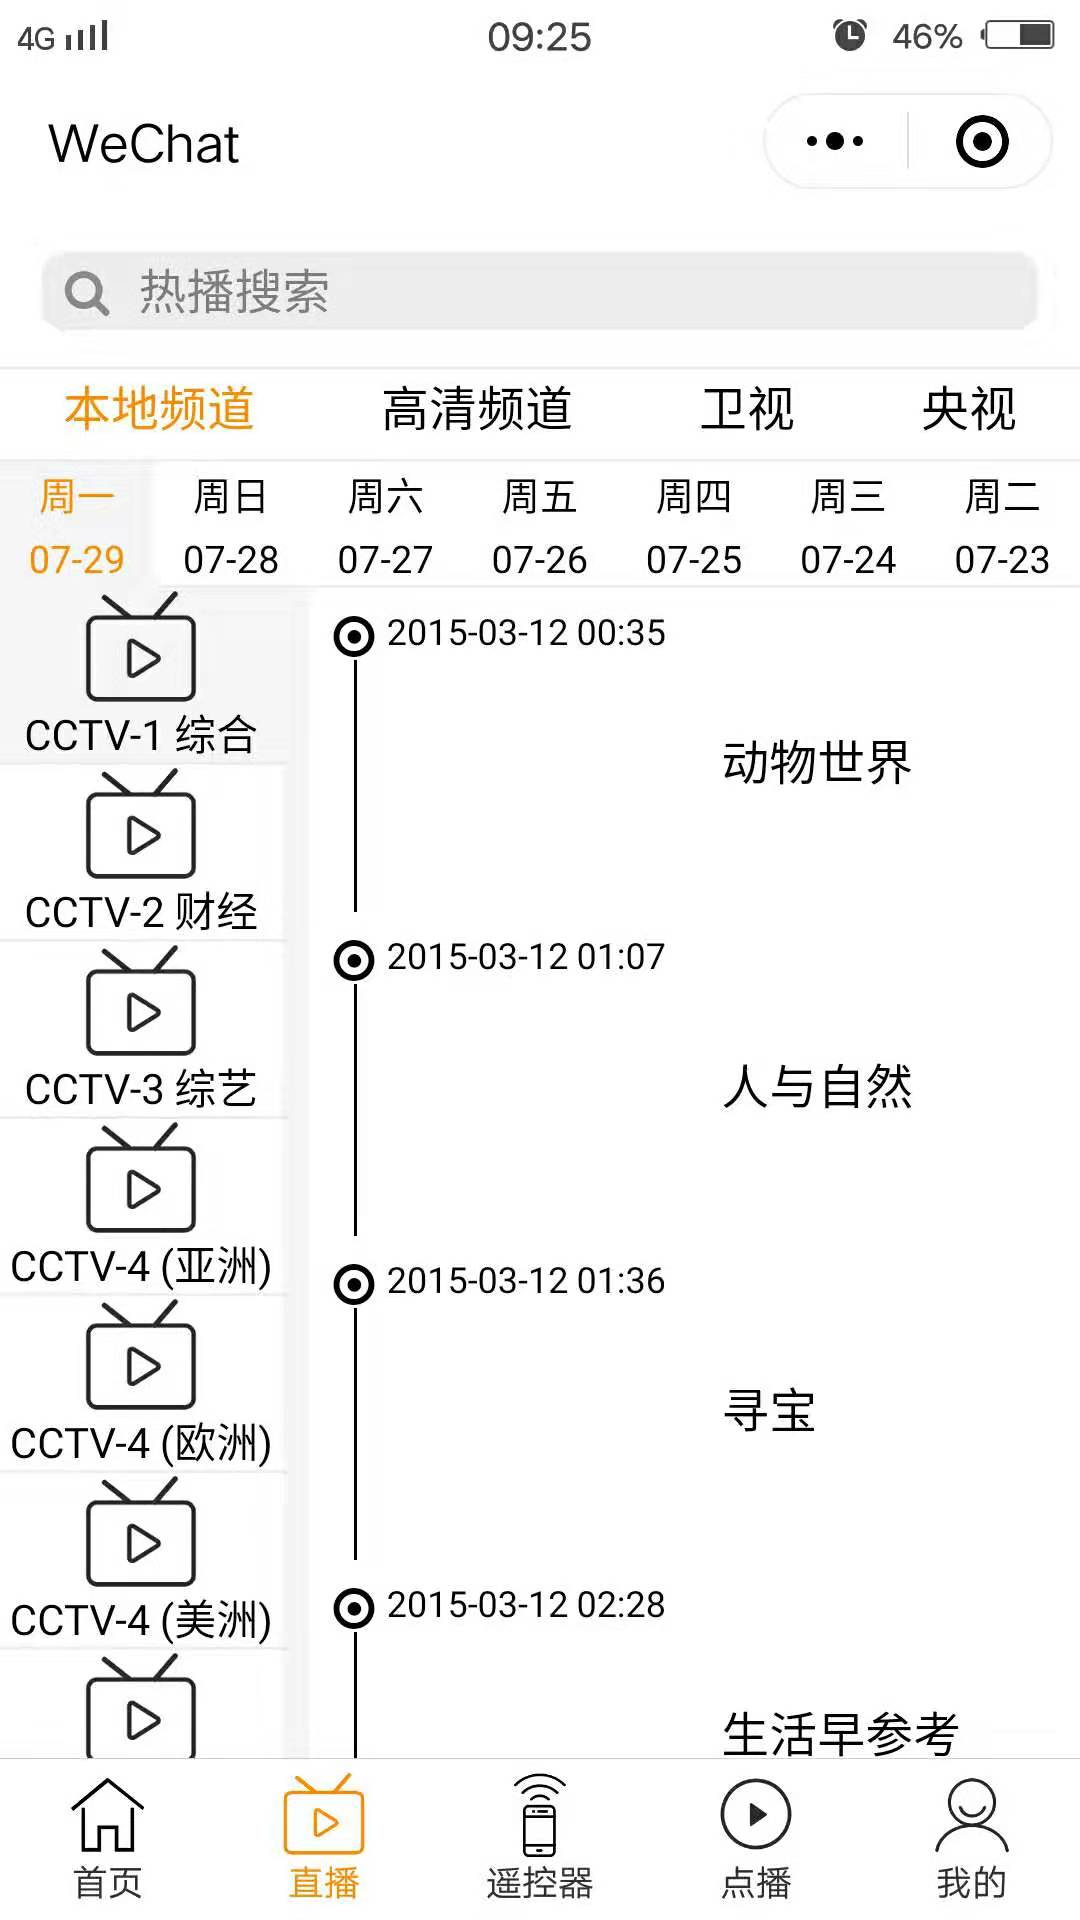 4G 09:25 46%
WeChat
热播搜索
本地频道 高清频道 卫视 央视
周一 周日 周六 周五 周四 周三 周二
07-29 07-28 07-27 07-26 07-25 07-24 07-23
CCTV-1 综合
CCTV-2 财经
CCTV-3 综艺
CCTV-4 (亚洲)
CCTV-4 (欧洲)
CCTV-4 (美洲)
2015-03-12 00:35
动物世界
2015-03-12 01:07
人与自然
2015-03-12 01:36
寻宝
2015-03-12 02:28
生活早参考
首页 直播 遥控器 点播 我的